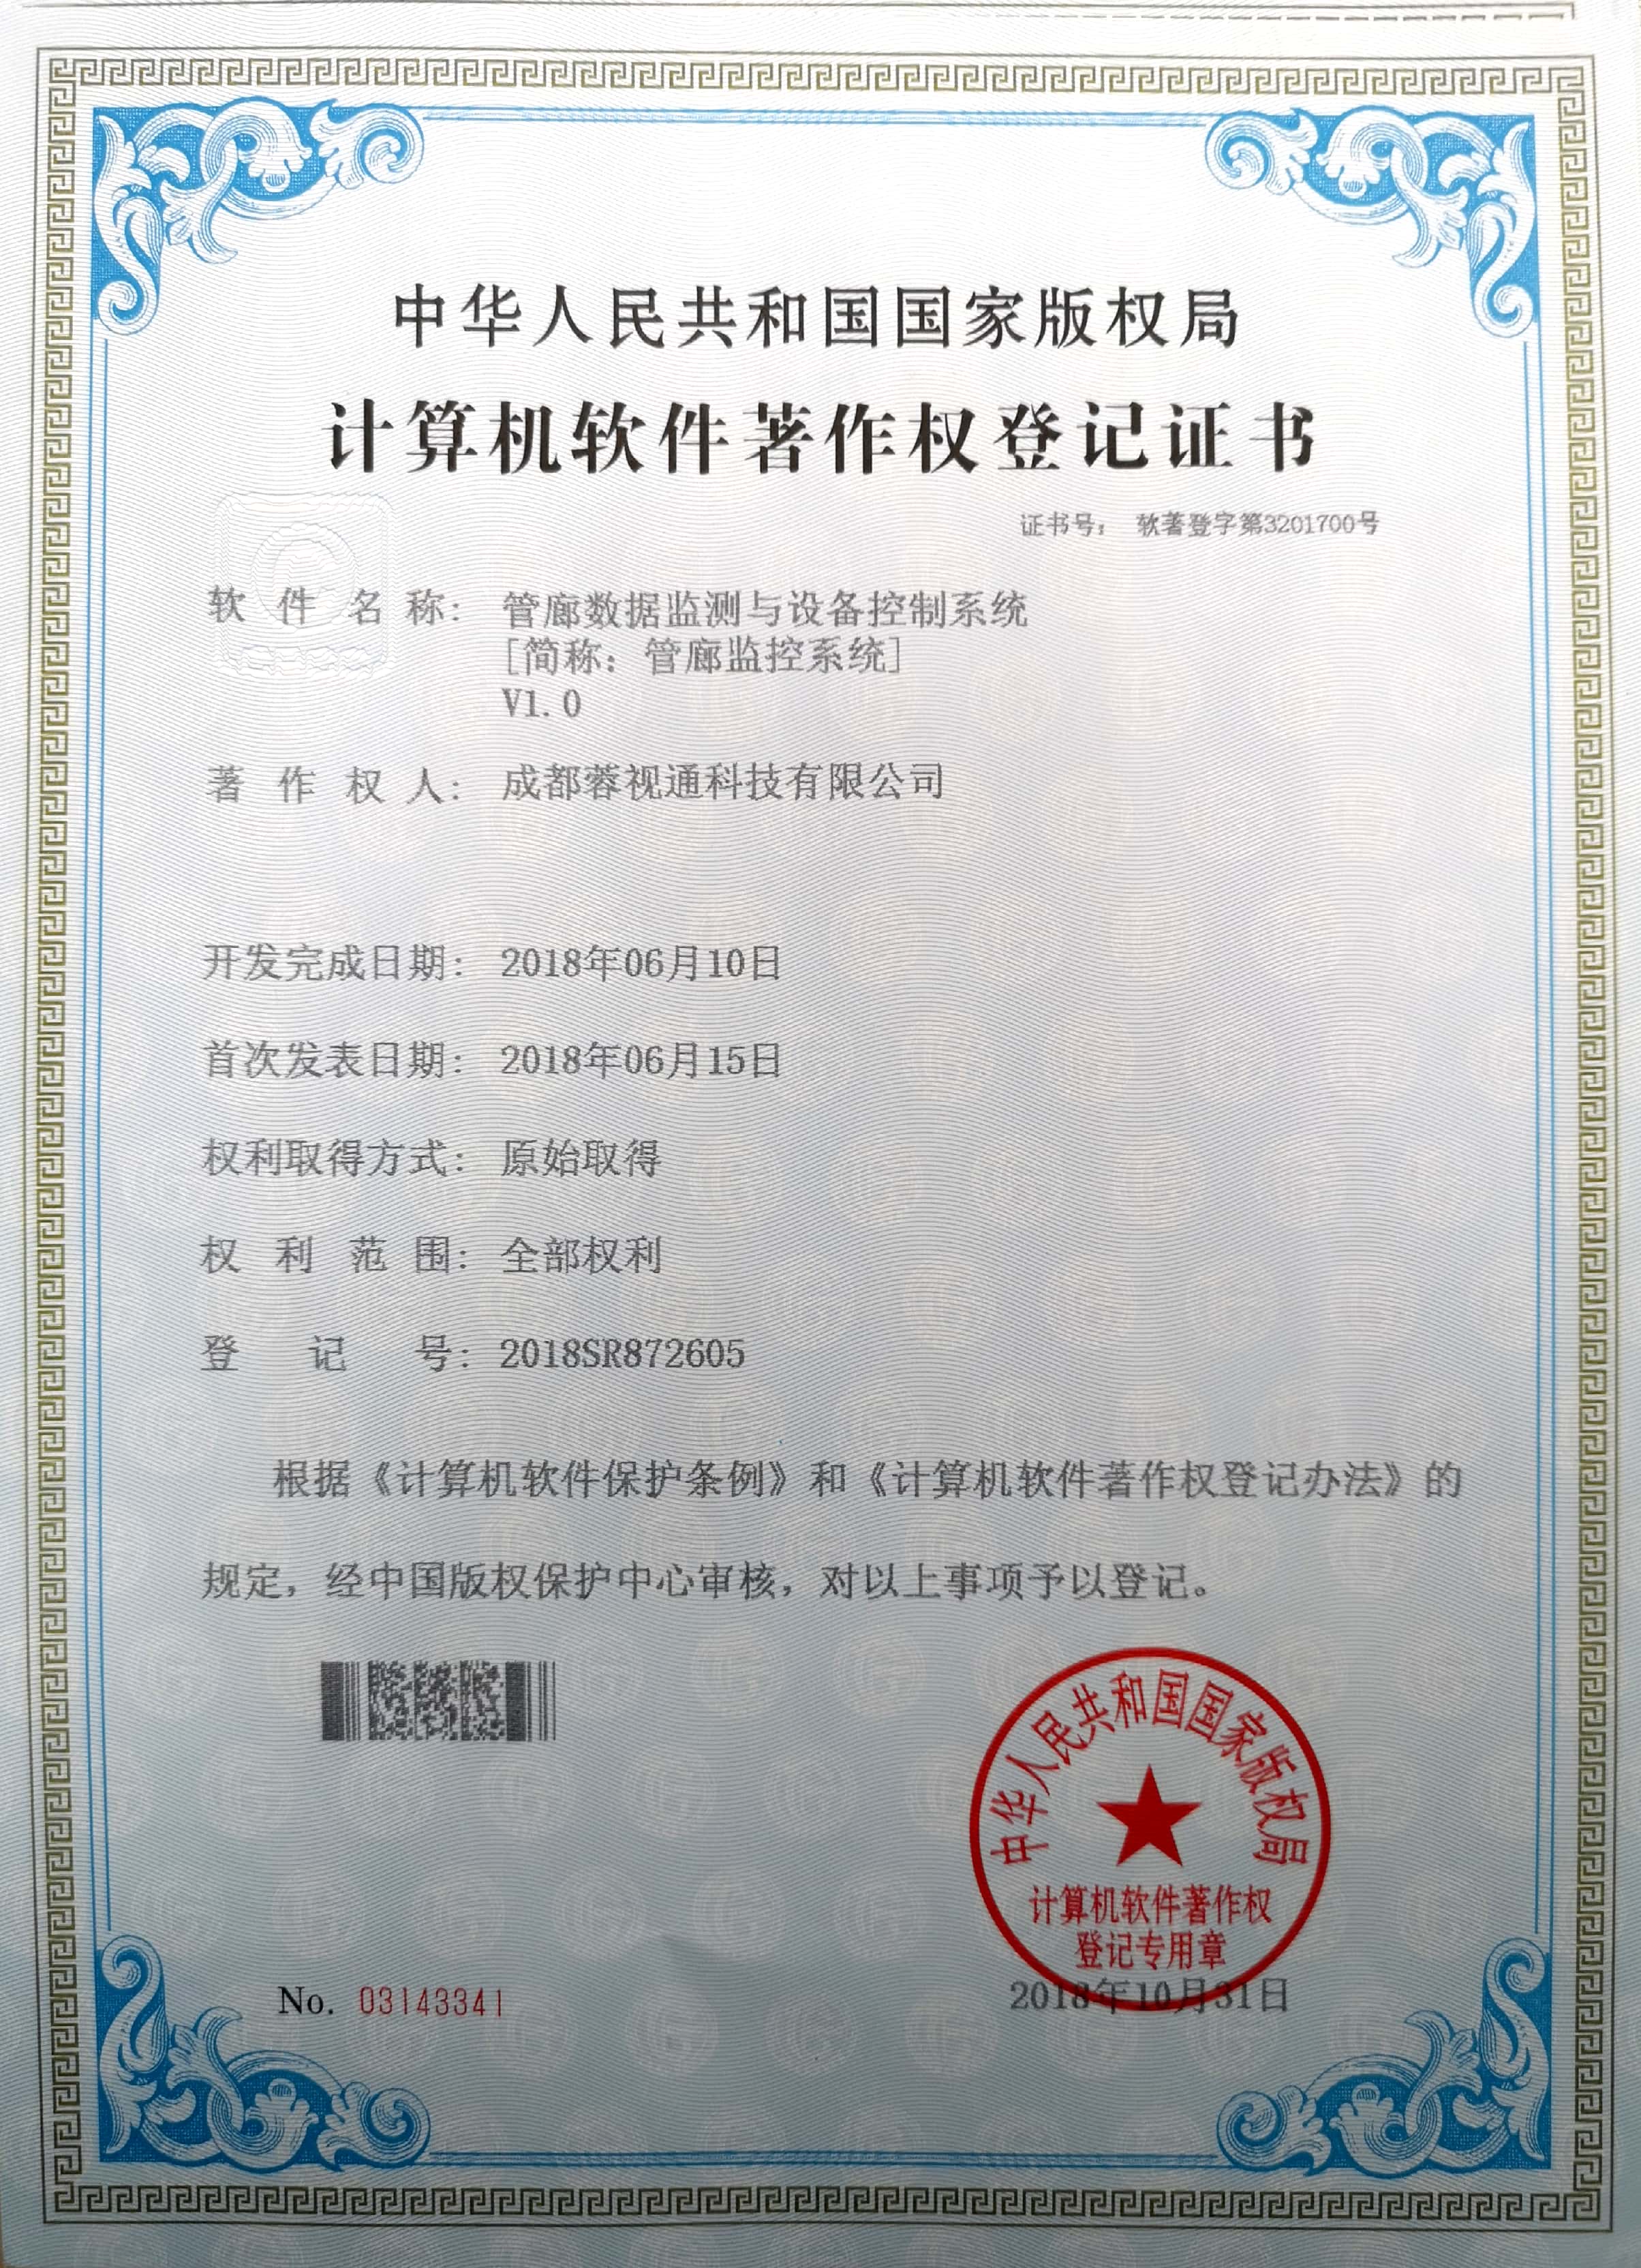 中华人民共和国国家版权局
计算机软件著作权登记证书
证书号： 软著登字第3201700号
软件名称： 管廊数据监测与设备控制系统
[简称：管廊监控系统]
V1.0
著作权人： 成都蓉视通科技有限公司
开发完成日期： 2018年06月10日
首次发表日期： 2018年06月15日
权利取得方式： 原始取得
权利范围： 全部权利
登记号： 2018SR872605
根据《计算机软件保护条例》和《计算机软件著作权登记办法》的
规定，经中国版权保护中心审核，对以上事项予以登记。
中华人民共和国国家版权局
计算机软件著作权
登记专用章
No. 03143341
2018年10月31日